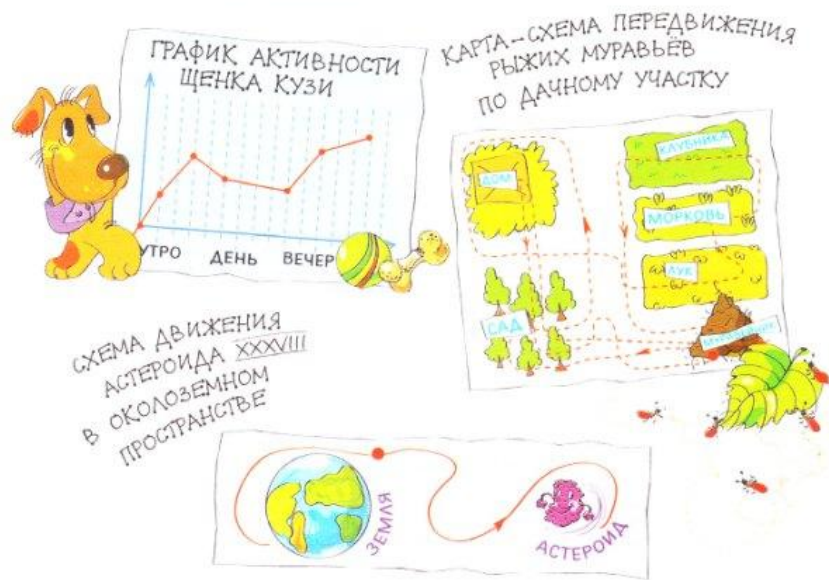 ГРАФИК АКТИВНОСТИ
ЩЕНКА КУЗИ
УТРО ДЕНЬ ВЕЧЕР
КАРТА-СХЕМА ПЕРЕДВИЖЕНИЯ
РЫЖИХ МУРАВЬЁВ
ПО ДАЧНОМУ УЧАСТКУ
КЛУБНИКА
ДОМ
МОРКОВЬ
ЛУК
САД
МУРАВЕЙНИК
СХЕМА ДВИЖЕНИЯ
АСТЕРОИДА XXXVIII
В ОКОЛОЗЕМНОМ
ПРОСТРАНСТВЕ
ЗЕМЛЯ
АСТЕРОИД